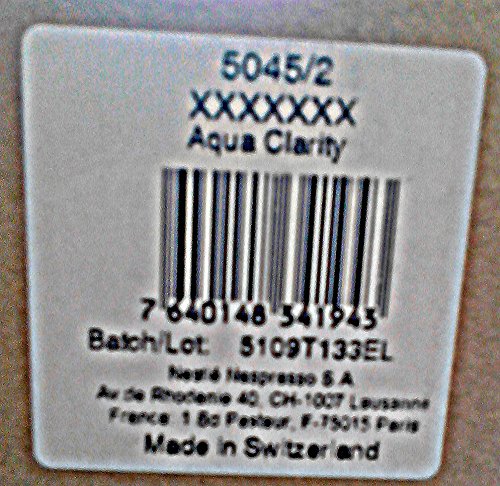 5045/2
XXXXXXX
Aqua Clarity
7 640148 541945
Batch/Lot: 5109T133EL
Nestlé Nespresso S.A
Av de Rhodanie 40, CH-1007 Lausanne
France: 1 Bd Pasteur, F-75015 Paris
Made in Switzerland